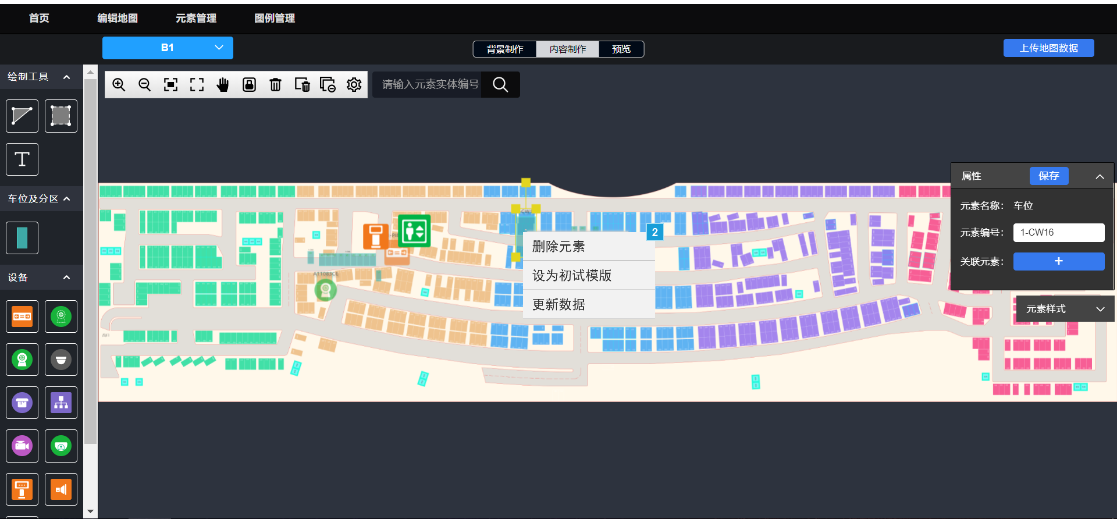 首页 编辑地图 元素管理 图例管理
B1 背景制作 内容制作 预览 上传地图数据
绘制工具
请输入元素实体编号
T
车位及分区
设备
属性 保存
元素名称： 车位
元素编号： 1-CW16
关联元素： +
元素样式
2
删除元素
设为初试模版
更新数据